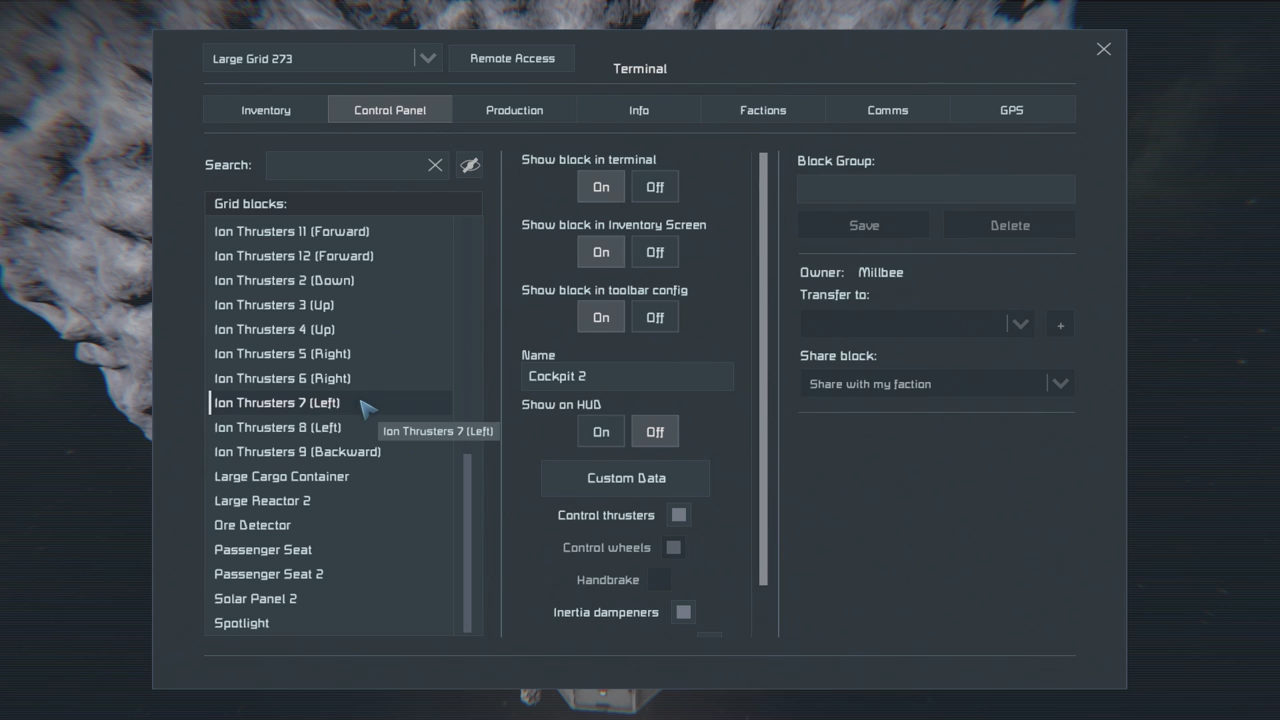 Large Grid 273
Remote Access
Terminal
Inventory
Control Panel
Production
Info
Factions
Comms
GPS
Search:
Grid blocks:
Ion Thrusters 11 (Forward)
Ion Thrusters 12 (Forward)
Ion Thrusters 2 (Down)
Ion Thrusters 3 (Up)
Ion Thrusters 4 (Up)
Ion Thrusters 5 (Right)
Ion Thrusters 6 (Right)
Ion Thrusters 7 (Left)
Ion Thrusters 7 (Left)
Ion Thrusters 8 (Left)
Ion Thrusters 9 (Backward)
Large Cargo Container
Large Reactor 2
Ore Detector
Passenger Seat
Passenger Seat 2
Solar Panel 2
Spotlight
Show block in terminal
On Off
Show block in Inventory Screen
On Off
Show block in toolbar config
On Off
Name
Cockpit 2
Show on HUD
On Off
Custom Data
Control thrusters
Control wheels
Handbrake
Inertia dampeners
Block Group:
Save Delete
Owner: Millbee
Transfer to:
+
Share block:
Share with my faction